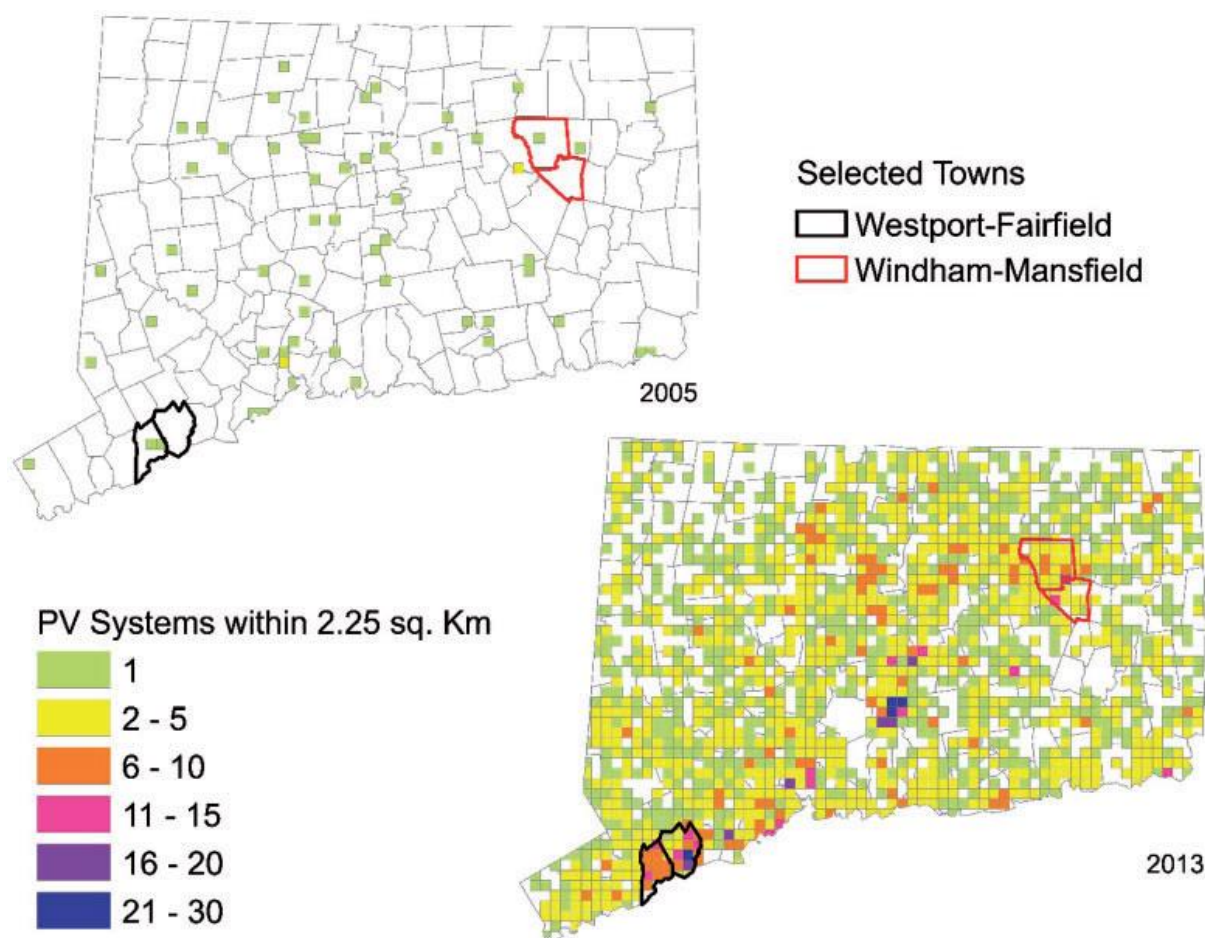 Selected Towns
Westport-Fairfield
Windham-Mansfield
2005
PV Systems within 2.25 sq. Km
1
2 - 5
6 - 10
11 - 15
16 - 20
21 - 30
2013